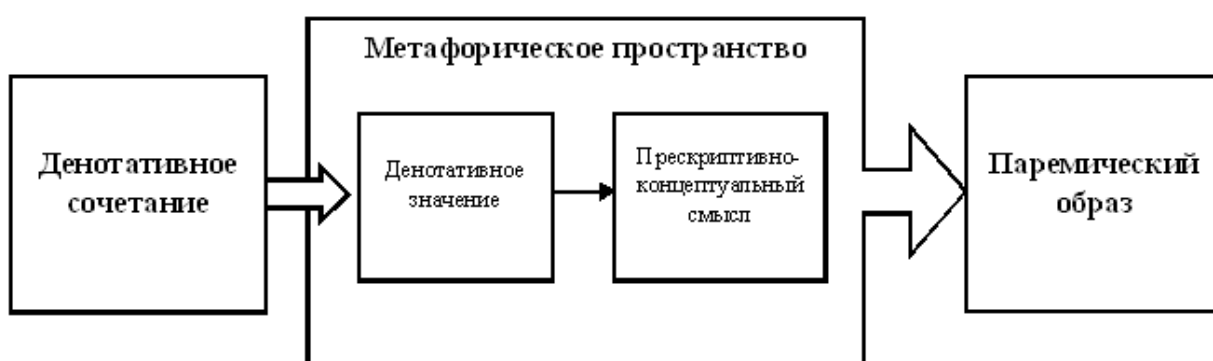 Метафорическое пространство
Денотативное
сочетание
Денотативное
значение
Прескриптивно-
концептуальный
смысл
Паремический
образ